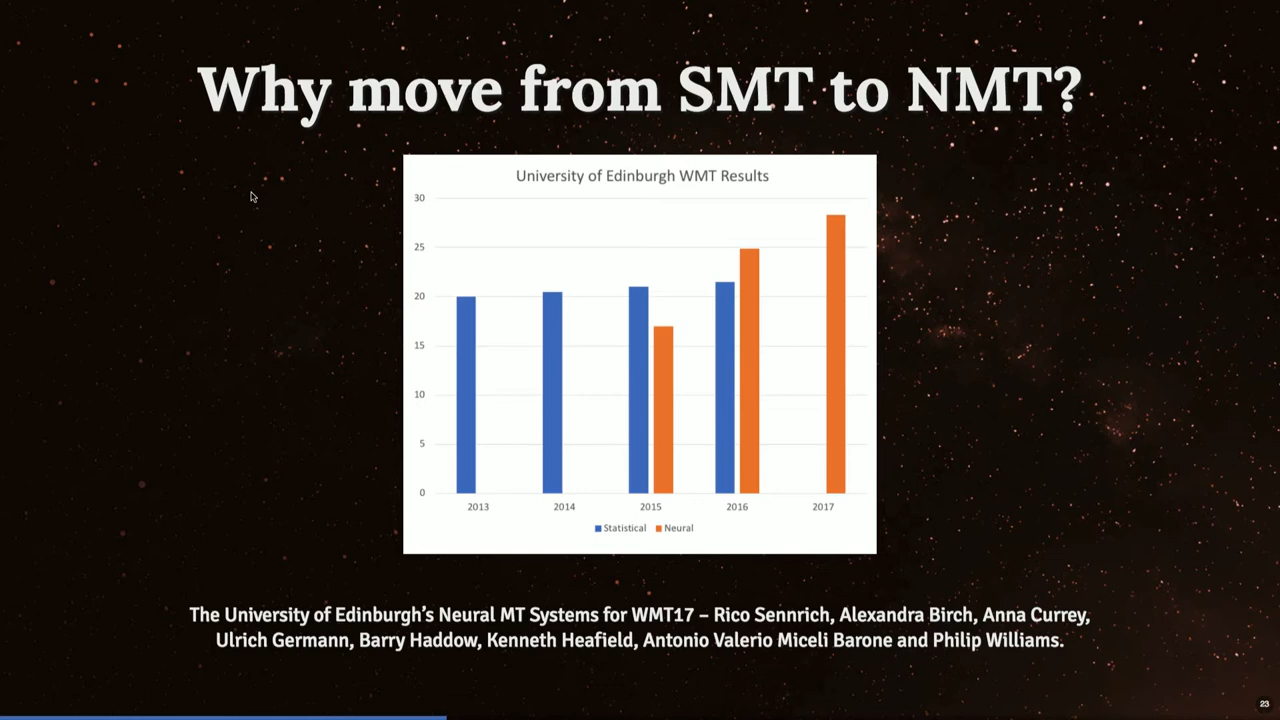 Why move from SMT to NMT?
University of Edinburgh WMT Results
30
25
20
15
10
5
0
2013 2014 2015 2016 2017
Statistical Neural
The University of Edinburgh’s Neural MT Systems for WMT17 – Rico Sennrich, Alexandra Birch, Anna Currey,
Ulrich Germann, Barry Haddow, Kenneth Heafield, Antonio Valerio Miceli Barone and Philip Williams.
23